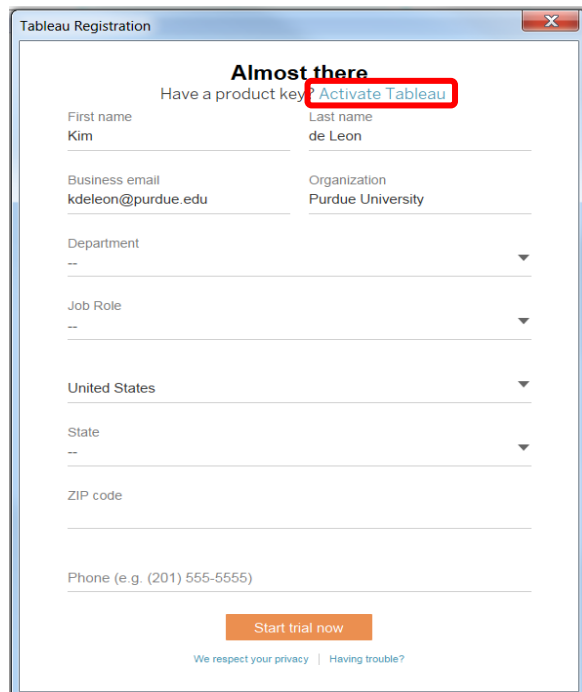 Tableau Registration
Almost there
Have a product key? Activate Tableau
First name Last name
Kim de Leon
Business email Organization
kdeleon@purdue.edu Purdue University
Department
--
Job Role
--
United States
State
--
ZIP code
Phone (e.g. (201) 555-5555)
Start trial now
We respect your privacy | Having trouble?